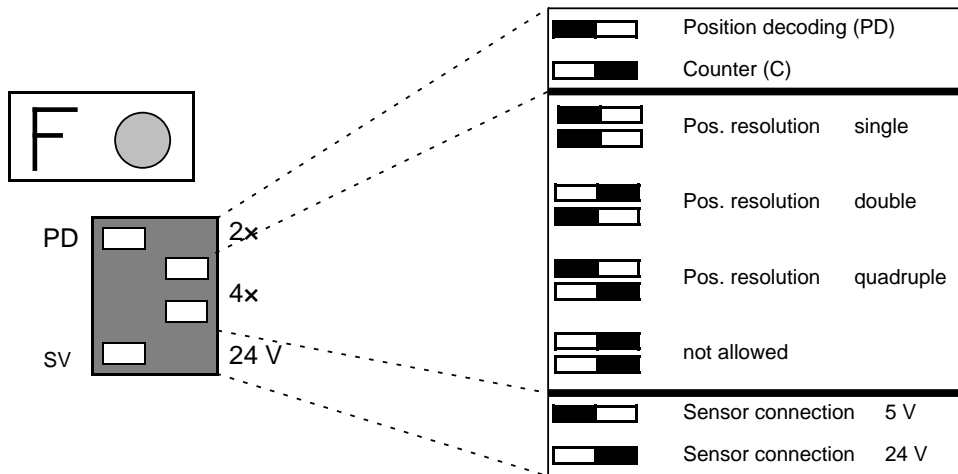 F
PD
SV
2×
4×
24 V
Position decoding (PD)
Counter (C)
Pos. resolution single
Pos. resolution double
Pos. resolution quadruple
not allowed
Sensor connection 5 V
Sensor connection 24 V